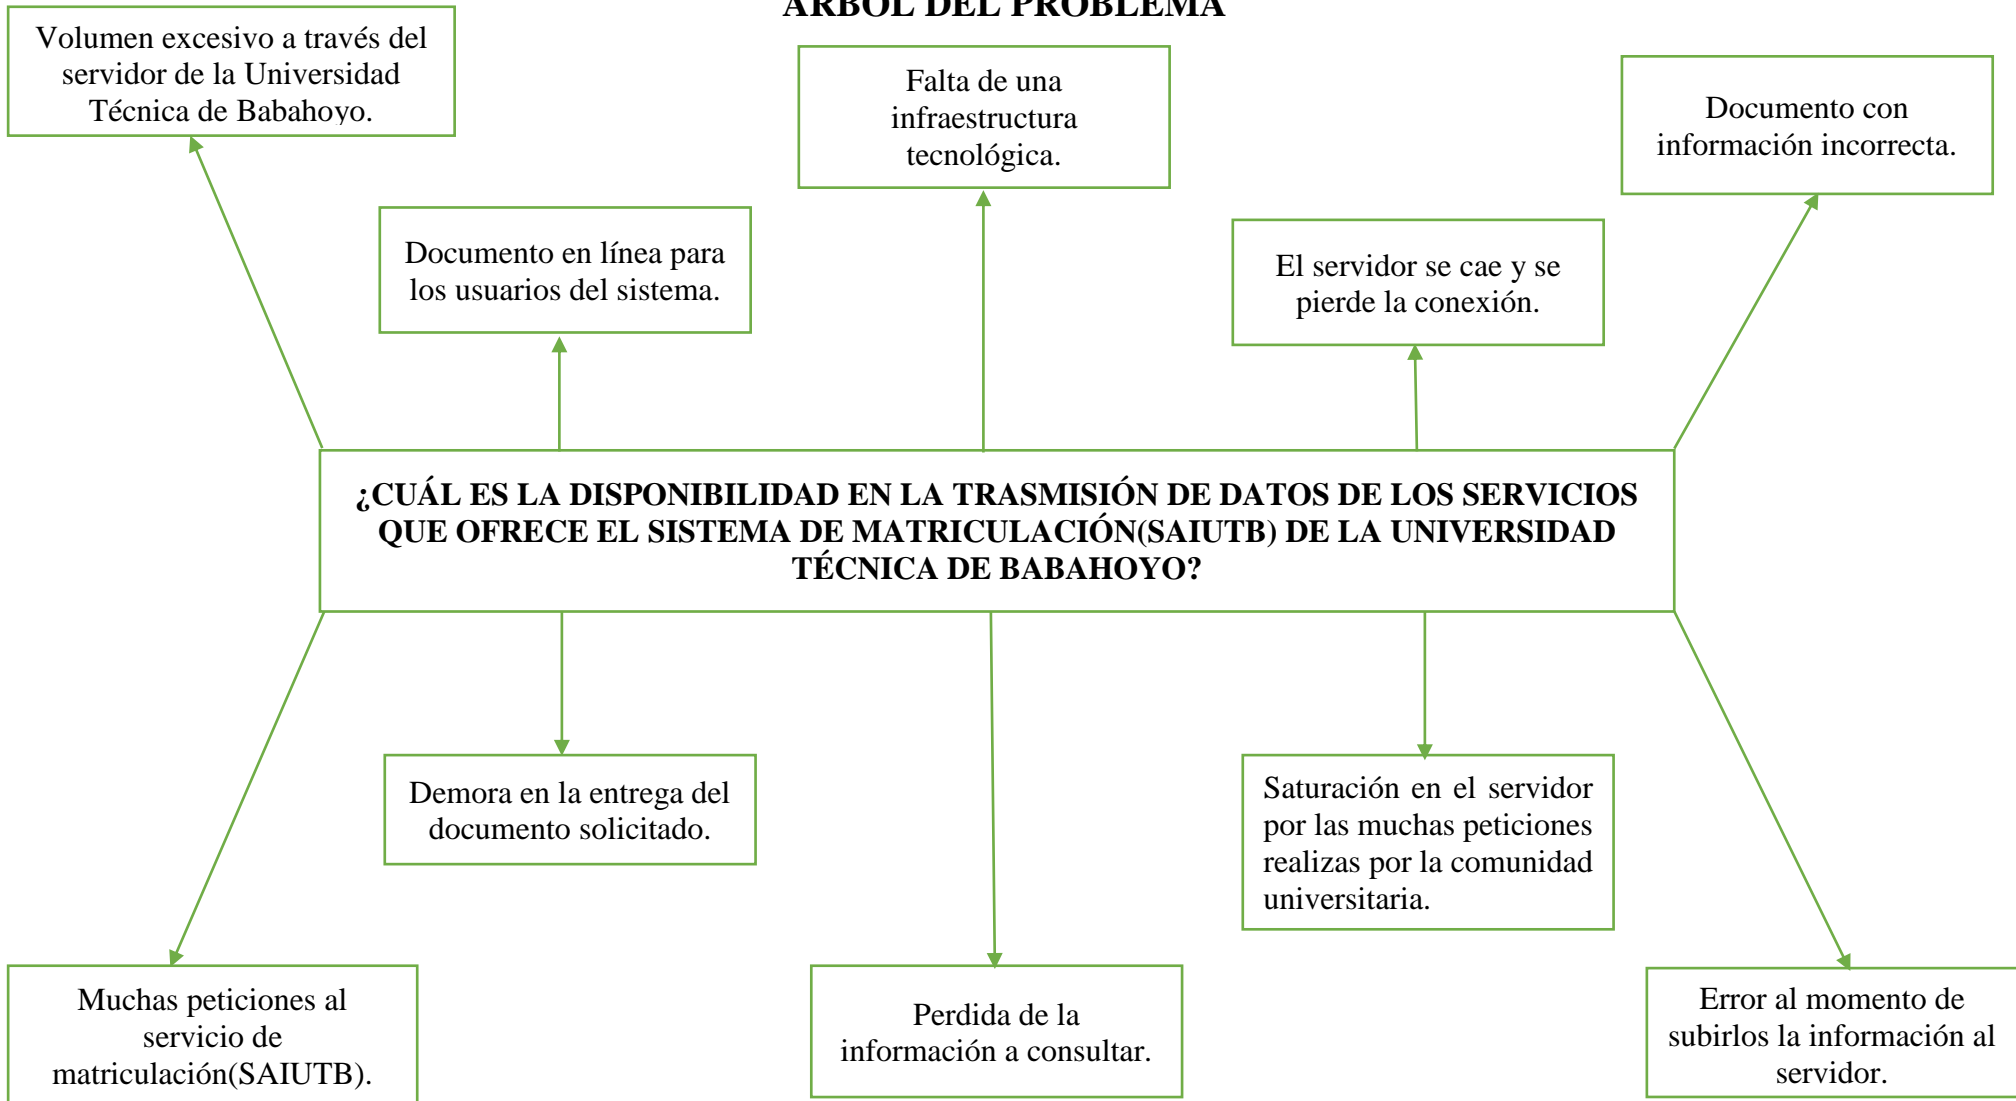 ÁRBOL DEL PROBLEMA
Volumen excesivo a través del
servidor de la Universidad
Técnica de Babahoyo.
Falta de una
infraestructura
tecnológica.
Documento con
información incorrecta.
Documento en línea para
los usuarios del sistema.
El servidor se cae y se
pierde la conexión.
¿CUÁL ES LA DISPONIBILIDAD EN LA TRASMISIÓN DE DATOS DE LOS SERVICIOS
QUE OFRECE EL SISTEMA DE MATRICULACIÓN(SAIUTB) DE LA UNIVERSIDAD
TÉCNICA DE BABAHOYO?
Demora en la entrega del
documento solicitado.
Saturación en el servidor
por las muchas peticiones
realizas por la comunidad
universitaria.
Muchas peticiones al
servicio de
matriculación(SAIUTB).
Perdida de la
información a consultar.
Error al momento de
subirlos la información al
servidor.